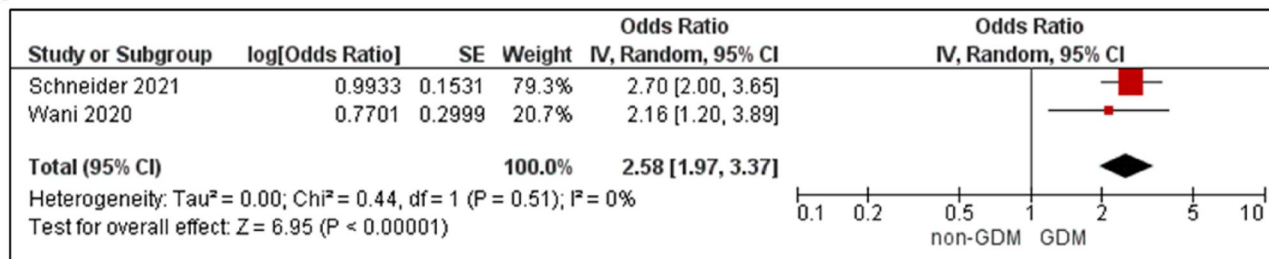 Odds Ratio Odds Ratio
Study or Subgroup log[Odds Ratio] SE Weight IV, Random, 95% CI IV, Random, 95% CI
Schneider 2021 0.9933 0.1531 79.3% 2.70 [2.00, 3.65]
Wani 2020 0.7701 0.2999 20.7% 2.16 [1.20, 3.89]
Total (95% CI) 100.0% 2.58 [1.97, 3.37]
Heterogeneity: Tau² = 0.00; Chi² = 0.44, df = 1 (P = 0.51); I² = 0%
Test for overall effect: Z = 6.95 (P < 0.00001)
0.1 0.2 0.5 1 2 5 10
non-GDM GDM